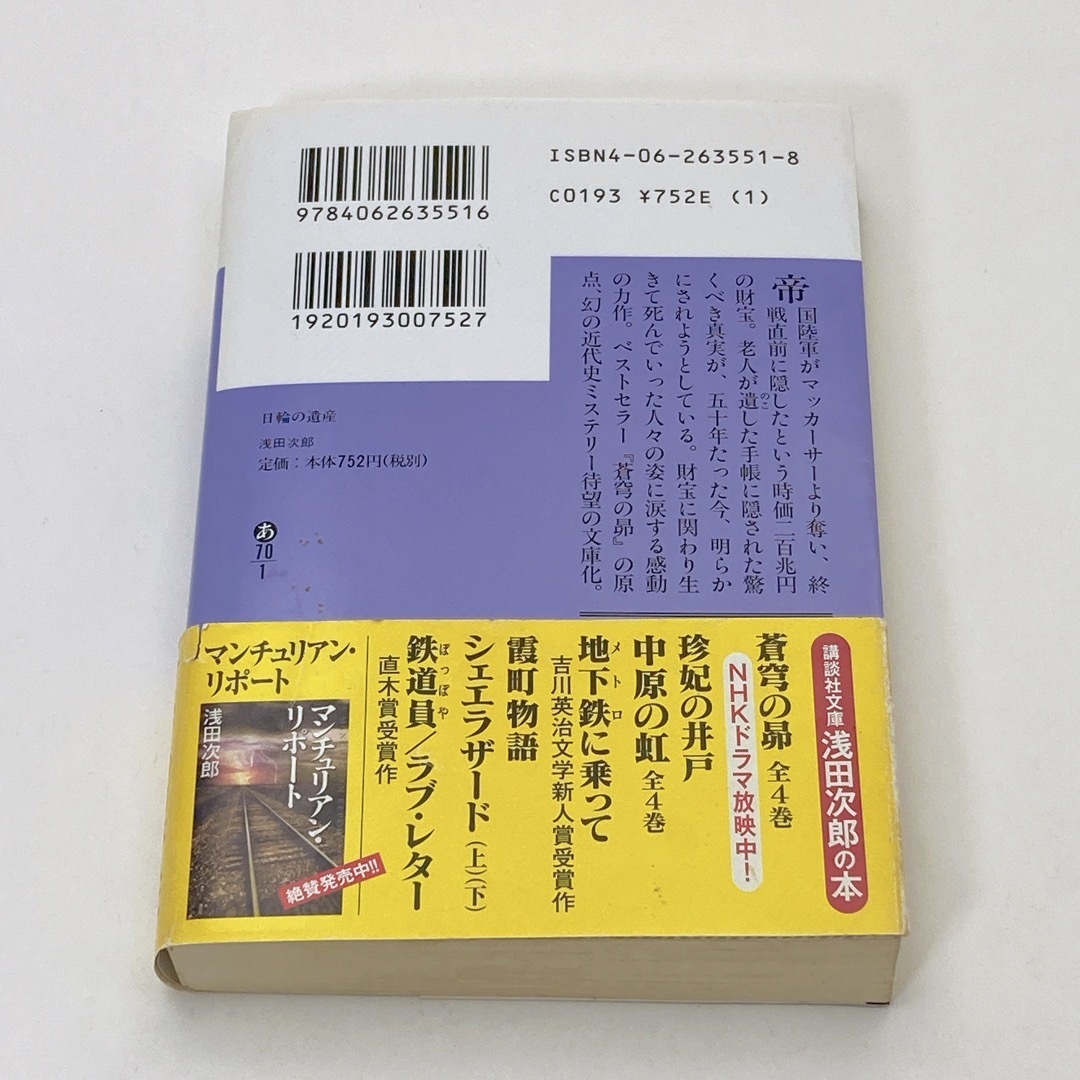 9784062635516
ISBN4-06-263551-8
C0193 ¥752E (1)
1920193007527
帝国陸軍がマッカーサーより奪い、終
戦直前に隠したという時価二百兆円
の財宝。老人が遺した手帳に隠された驚
のこ
くべき真実が、五十年たった今、明らか
にされようとしている。財宝に関わり生
きて死んでいった人々の姿に涙する感動
の力作。ベストセラー『蒼穹の昴』の原
点、幻の近代史ミステリー待望の文庫化。
日輪の遺産
浅田次郎
定価:本体752円(税別)
あ
70
1
講談社文庫 浅田次郎の本
蒼穹の昴 全4巻
NHKドラマ放映中!
珍妃の井戸
中原の虹 全4巻
地下鉄に乗って
メトロ
吉川英治文学新人賞受賞作
霞町物語
シェエラザード(上)(下)
鉄道員/ラブ・レター
ぽっぽや
直木賞受賞作
マンチュリアン・
リポート
マンチュリアン・
リポート
浅田次郎
絶賛発売中!!